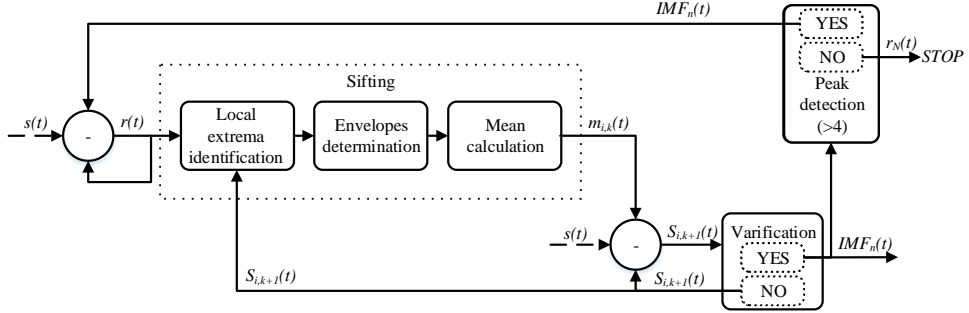 IMFn(t)
YES
NO
rN(t)
STOP
Peak
detection
(>4)
Sifting
s(t)
-
r(t)
Local
extrema
identification
Envelopes
determination
Mean
calculation
mi,k(t)
s(t)
-
Si,k+1(t)
Varification
YES
NO
IMFn(t)
Si,k+1(t)
Si,k+1(t)